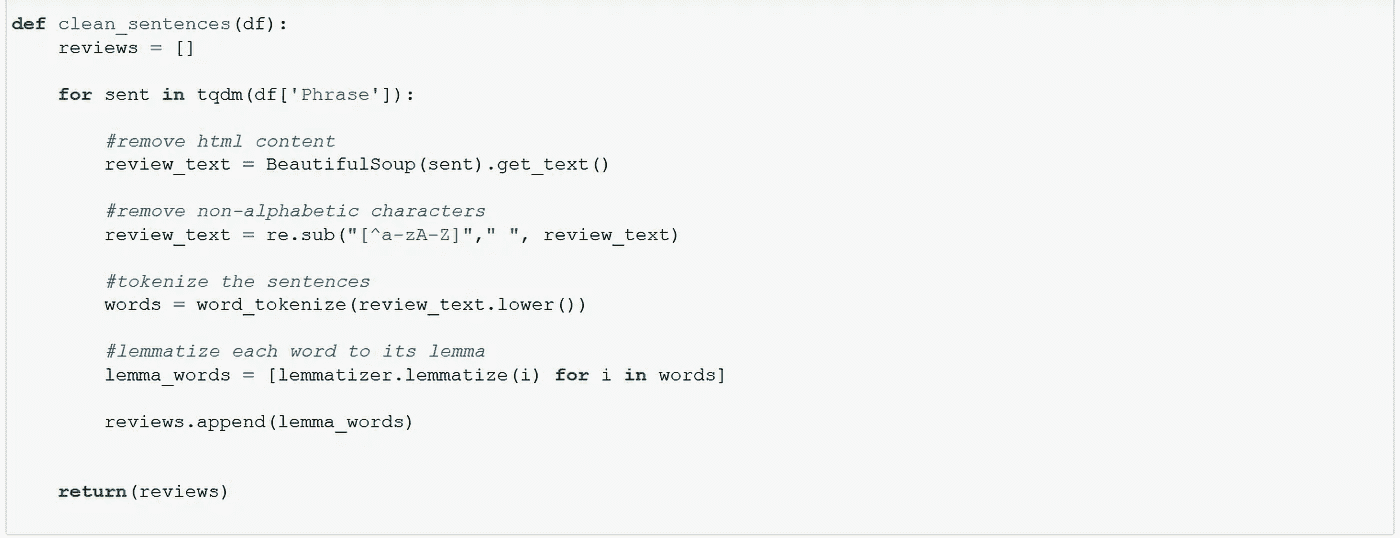 def clean_sentences(df):
    reviews = []

    for sent in tqdm(df['Phrase']):

        #remove html content
        review_text = BeautifulSoup(sent).get_text()

        #remove non-alphabetic characters
        review_text = re.sub("[^a-zA-Z]"," ", review_text)

        #tokenize the sentences
        words = word_tokenize(review_text.lower())

        #lemmatize each word to its lemma
        lemma_words = [lemmatizer.lemmatize(i) for i in words]

        reviews.append(lemma_words)

    return(reviews)